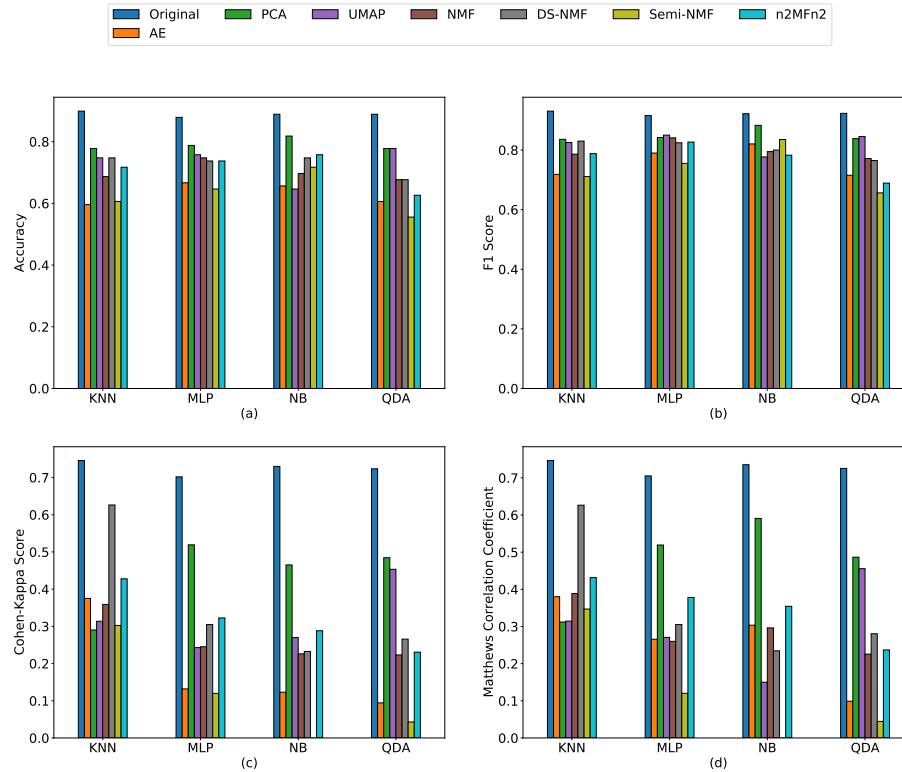 Original PCA UMAP NMF DS-NMF Semi-NMF n2MFn2
AE
Accuracy
0.8
0.6
0.4
0.2
0.0
KNN MLP NB QDA
(a)
F1 Score
0.8
0.6
0.4
0.2
0.0
KNN MLP NB QDA
(b)
Cohen-Kappa Score
0.7
0.6
0.5
0.4
0.3
0.2
0.1
0.0
KNN MLP NB QDA
(c)
Matthews Correlation Coefficient
0.7
0.6
0.5
0.4
0.3
0.2
0.1
0.0
KNN MLP NB QDA
(d)